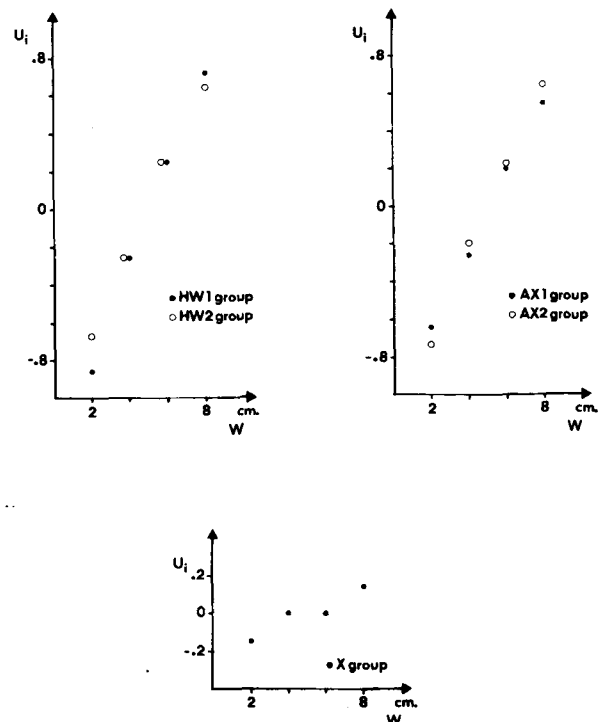 Ui
.8
0
-.8
HW1 group
HW2 group
2 8 cm.
W
Ui
.8
0
-.8
AX1 group
AX2 group
2 8 cm.
W
Ui
.2
0
-.2
X group
2 8 cm.
W